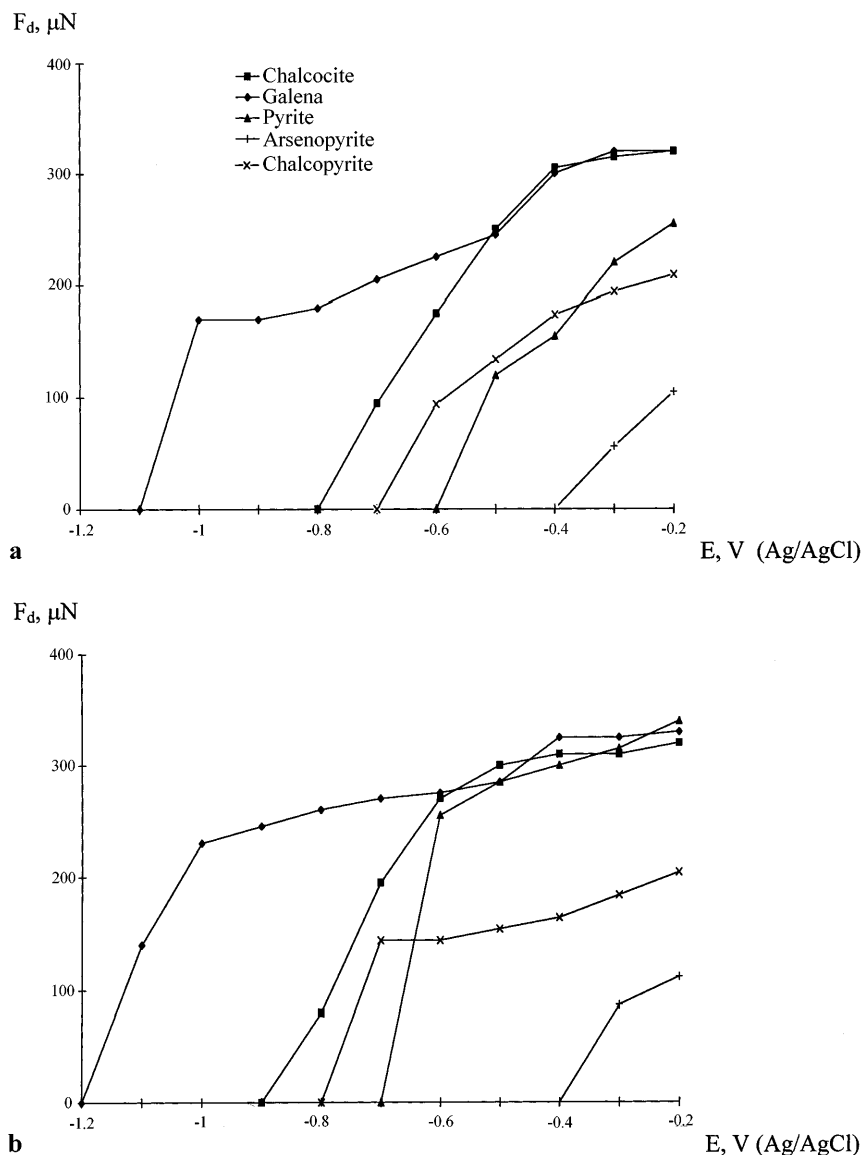 F_d, μN
400
Chalcocite
Galena
Pyrite
Arsenopyrite
Chalcopyrite
300
200
100
0
-1.2 -1 -0.8 -0.6 -0.4 -0.2
a E, V (Ag/AgCl)
F_d, μN
400
300
200
100
0
-1.2 -1 -0.8 -0.6 -0.4 -0.2
b E, V (Ag/AgCl)